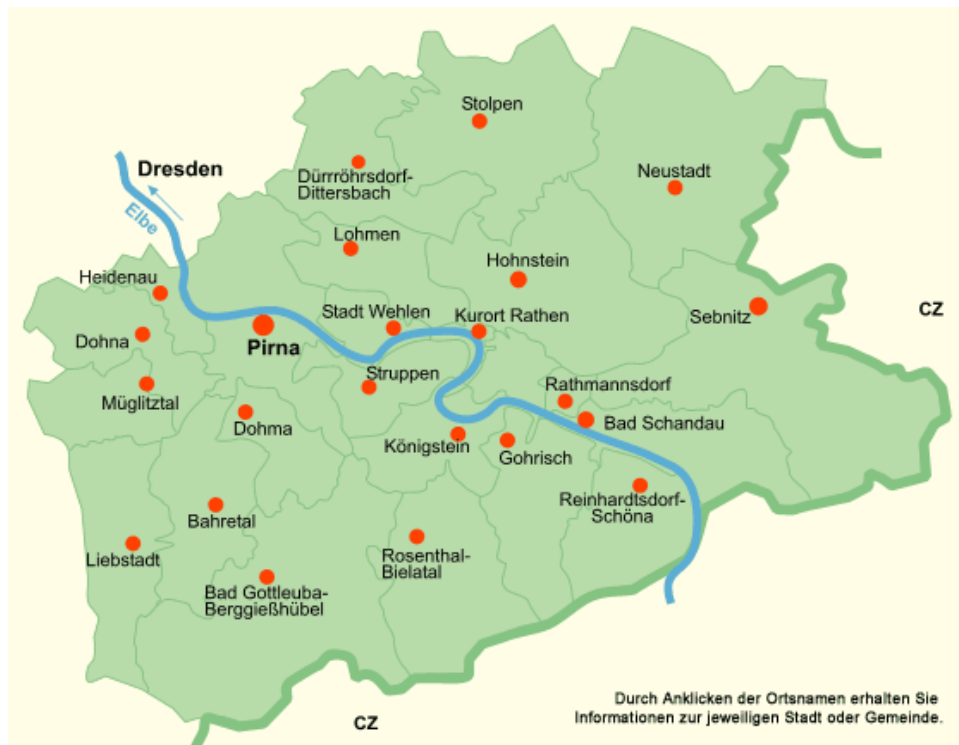 Stolpen
Dresden
Dürrröhrsdorf-
Dittersbach
Neustadt
Elbe
Lohmen
Hohnstein
Heidenau
Stadt Wehlen
Kurort Rathen
Sebnitz
CZ
Dohna
Pirna
Struppen
Rathmannsdorf
Müglitztal
Dohma
Bad Schandau
Königstein
Gohrisch
Reinhardtsdorf-
Schöna
Bahretal
Liebstadt
Rosenthal-
Bielatal
Bad Gottleuba-
Berggießhübel
CZ
Durch Anklicken der Ortsnamen erhalten Sie
Informationen zur jeweiligen Stadt oder Gemeinde.